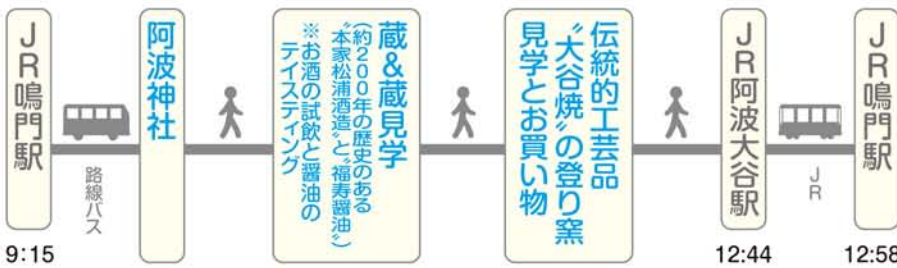 JR鳴門駅
9:15
路線バス
阿波神社
蔵&蔵見学
(約200年の歴史のある
〝本家松浦酒造〟と〝福寿醤油〟)
※お酒の試飲と醤油の
テイスティング
伝統的工芸品
〝大谷焼〟の登り窯
見学とお買い物
JR阿波大谷駅
12:44
JR
JR鳴門駅
12:58